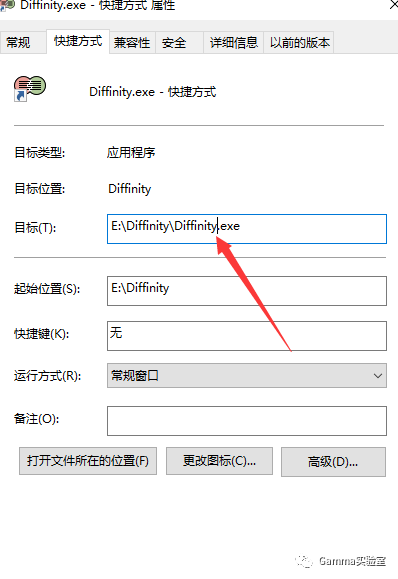 Diffinity.exe - 快捷方式 属性
常规 快捷方式 兼容性 安全 详细信息 以前的版本
Diffinity.exe - 快捷方式
目标类型: 应用程序
目标位置: Diffinity
目标(T): E:\Diffinity\Diffinity.exe
起始位置(S): E:\Diffinity
快捷键(K): 无
运行方式(R): 常规窗口
备注(O):
打开文件所在的位置(F) 更改图标(C)... 高级(D)...
Gamma实验室